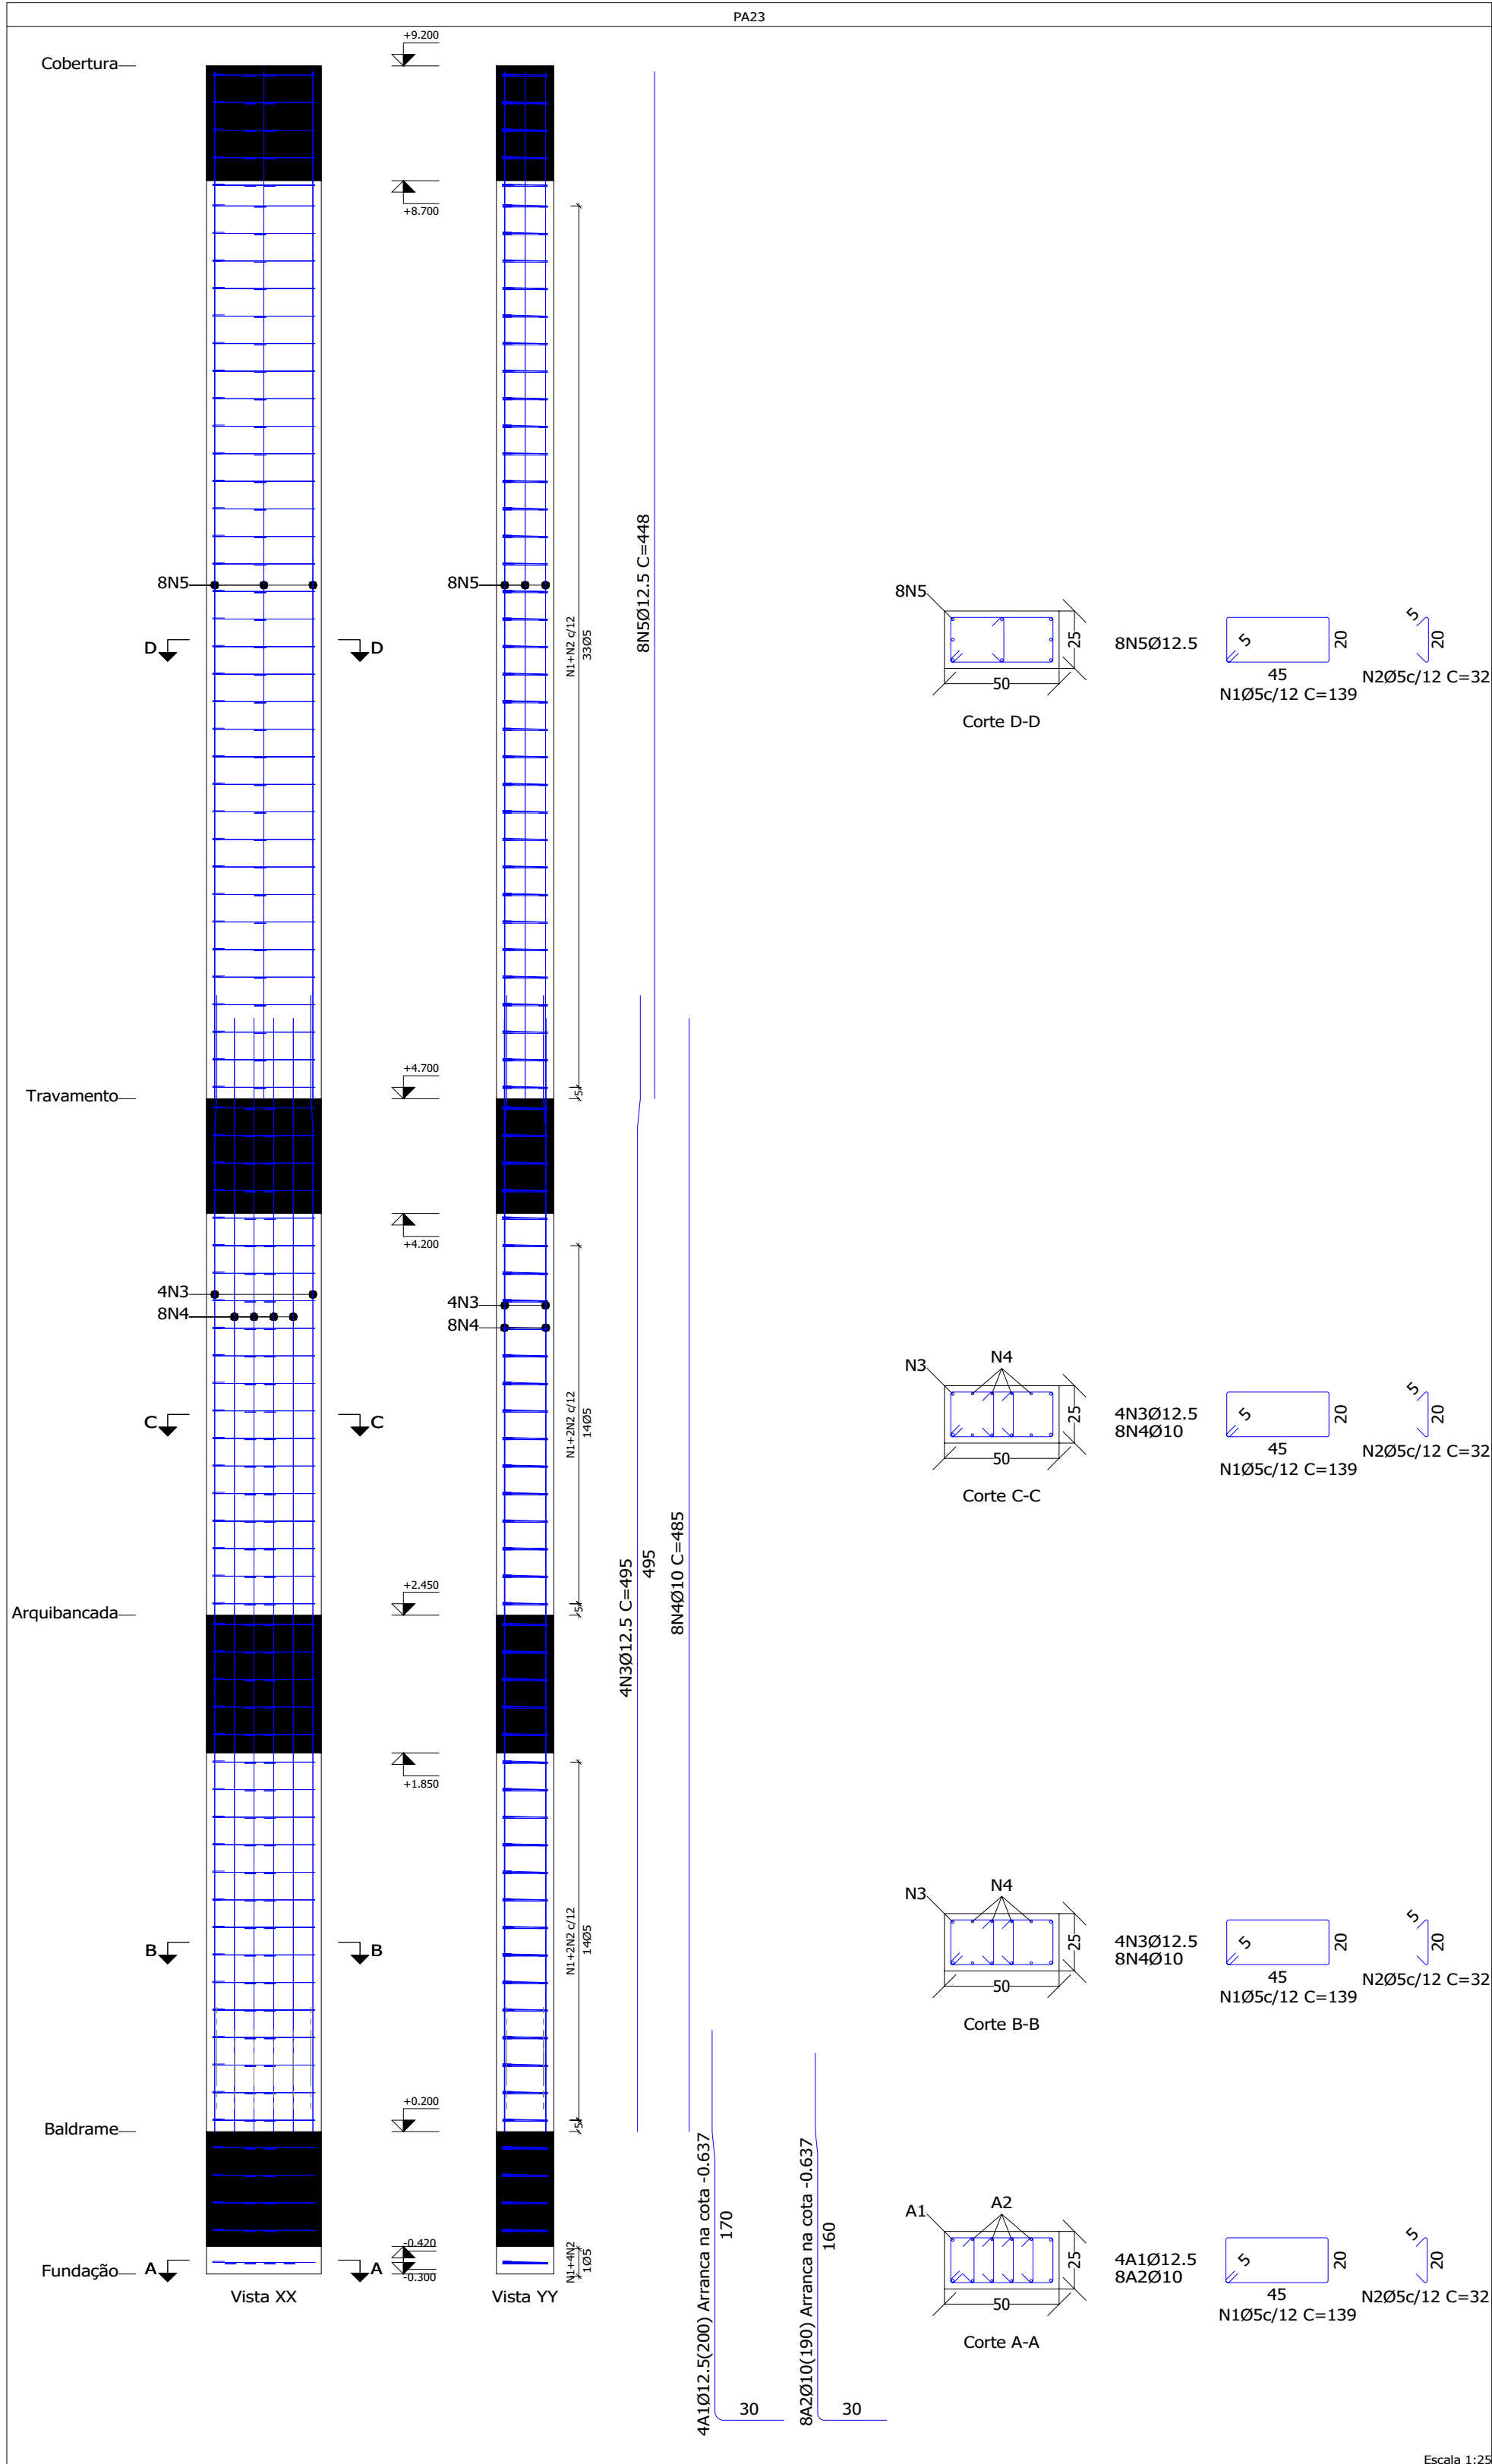 PA23
+9.200
Cobertura
+8.700
8N5
8N5
N1+N2 c/12
33Ø5
8N5Ø12.5 C=448
D
D
8N5
25
50
Corte D-D
8N5Ø12.5
5
20
45
N1Ø5c/12 C=139
5
20
N2Ø5c/12 C=32
+4.700
Travamento
5
+4.200
4N3
8N4
4N3
8N4
N1+2N2 c/12
14Ø5
C
C
N3
N4
25
50
Corte C-C
4N3Ø12.5
8N4Ø10
5
20
45
N1Ø5c/12 C=139
5
20
N2Ø5c/12 C=32
4N3Ø12.5 C=495
495
8N4Ø10 C=485
+2.450
Arquibancada
5
+1.850
N1+2N2 c/12
14Ø5
B
B
N3
N4
25
50
Corte B-B
4N3Ø12.5
8N4Ø10
5
20
45
N1Ø5c/12 C=139
5
20
N2Ø5c/12 C=32
+0.200
Baldrame
5
4A1Ø12.5(200) Arranca na cota -0.637
170
30
8A2Ø10(190) Arranca na cota -0.637
160
30
-0.420
Fundação
A
A
-0.300
N1+4N2
1Ø5
Vista XX
Vista YY
A1
A2
25
50
Corte A-A
4A1Ø12.5
8A2Ø10
5
20
45
N1Ø5c/12 C=139
5
20
N2Ø5c/12 C=32
Escala 1:25